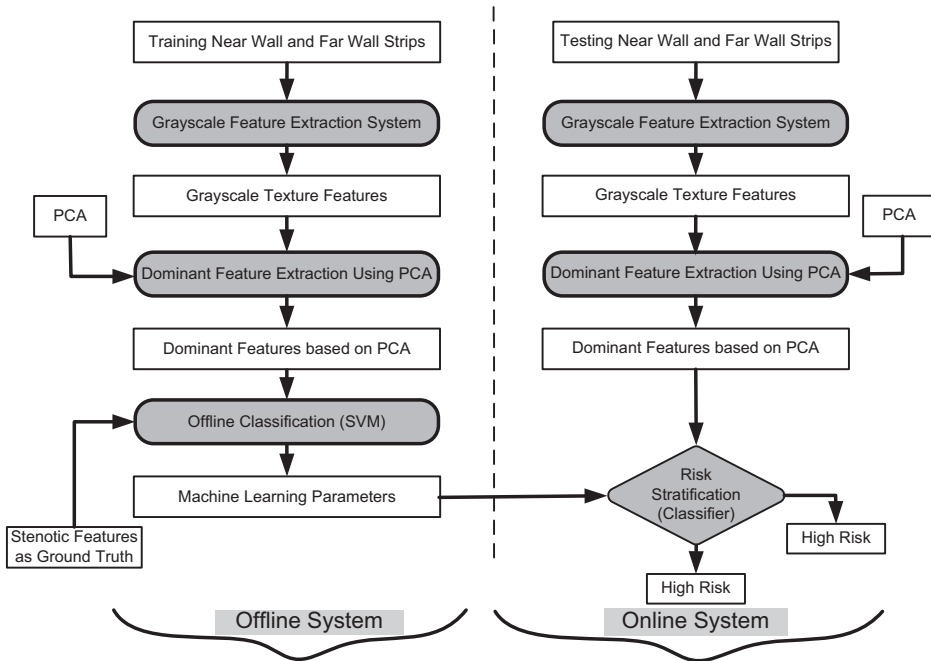 Training Near Wall and Far Wall Strips
Grayscale Feature Extraction System
Grayscale Texture Features
PCA
Dominant Feature Extraction Using PCA
Dominant Features based on PCA
Offline Classification (SVM)
Machine Learning Parameters
Stenotic Features
as Ground Truth
Offline System
Testing Near Wall and Far Wall Strips
Grayscale Feature Extraction System
Grayscale Texture Features
PCA
Dominant Feature Extraction Using PCA
Dominant Features based on PCA
Risk
Stratification
(Classifier)
High Risk
High Risk
Online System